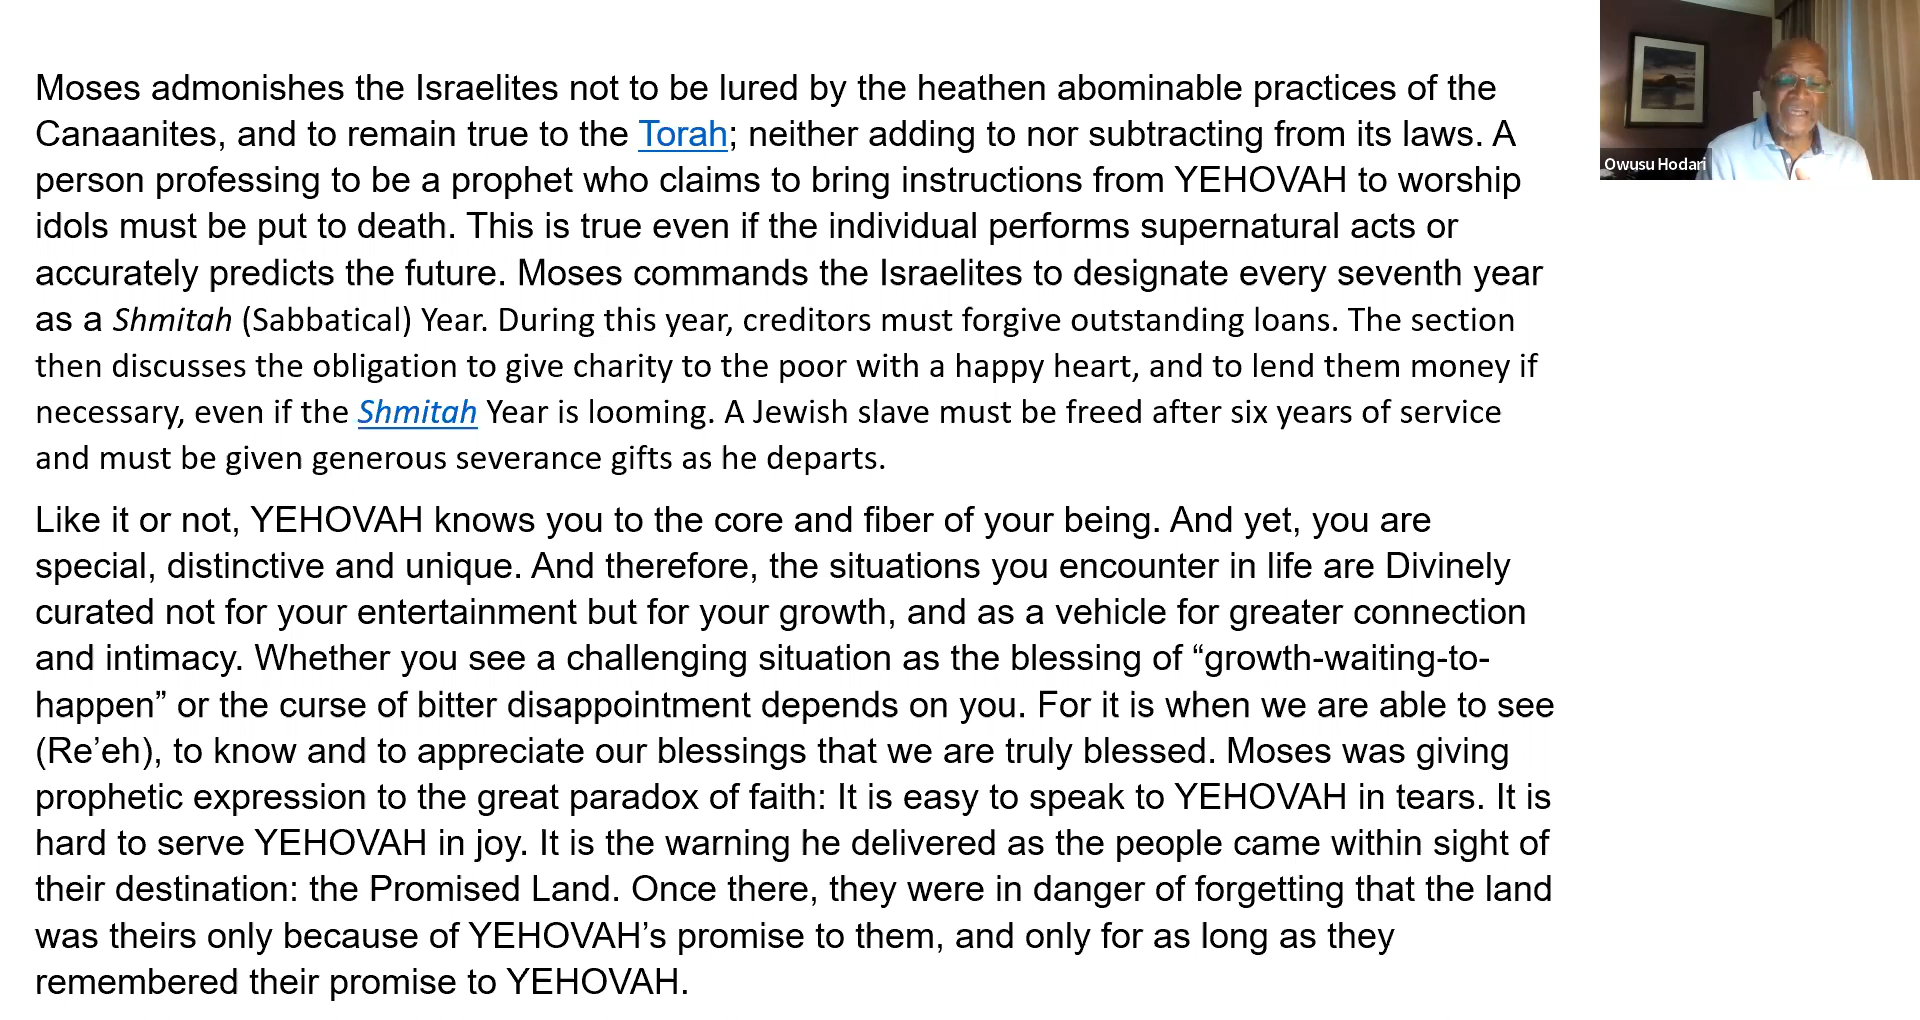 Moses admonishes the Israelites not to be lured by the heathen abominable practices of the
Canaanites, and to remain true to the Torah; neither adding to nor subtracting from its laws. A
person professing to be a prophet who claims to bring instructions from YEHOVAH to worship
idols must be put to death. This is true even if the individual performs supernatural acts or
accurately predicts the future. Moses commands the Israelites to designate every seventh year
as a Shmitah (Sabbatical) Year. During this year, creditors must forgive outstanding loans. The section
then discusses the obligation to give charity to the poor with a happy heart, and to lend them money if
necessary, even if the Shmitah Year is looming. A Jewish slave must be freed after six years of service
and must be given generous severance gifts as he departs.
Like it or not, YEHOVAH knows you to the core and fiber of your being. And yet, you are
special, distinctive and unique. And therefore, the situations you encounter in life are Divinely
curated not for your entertainment but for your growth, and as a vehicle for greater connection
and intimacy. Whether you see a challenging situation as the blessing of “growth-waiting-to-
happen” or the curse of bitter disappointment depends on you. For it is when we are able to see
(Re’eh), to know and to appreciate our blessings that we are truly blessed. Moses was giving
prophetic expression to the great paradox of faith: It is easy to speak to YEHOVAH in tears. It is
hard to serve YEHOVAH in joy. It is the warning he delivered as the people came within sight of
their destination: the Promised Land. Once there, they were in danger of forgetting that the land
was theirs only because of YEHOVAH’s promise to them, and only for as long as they
remembered their promise to YEHOVAH.
Owusu Hodari